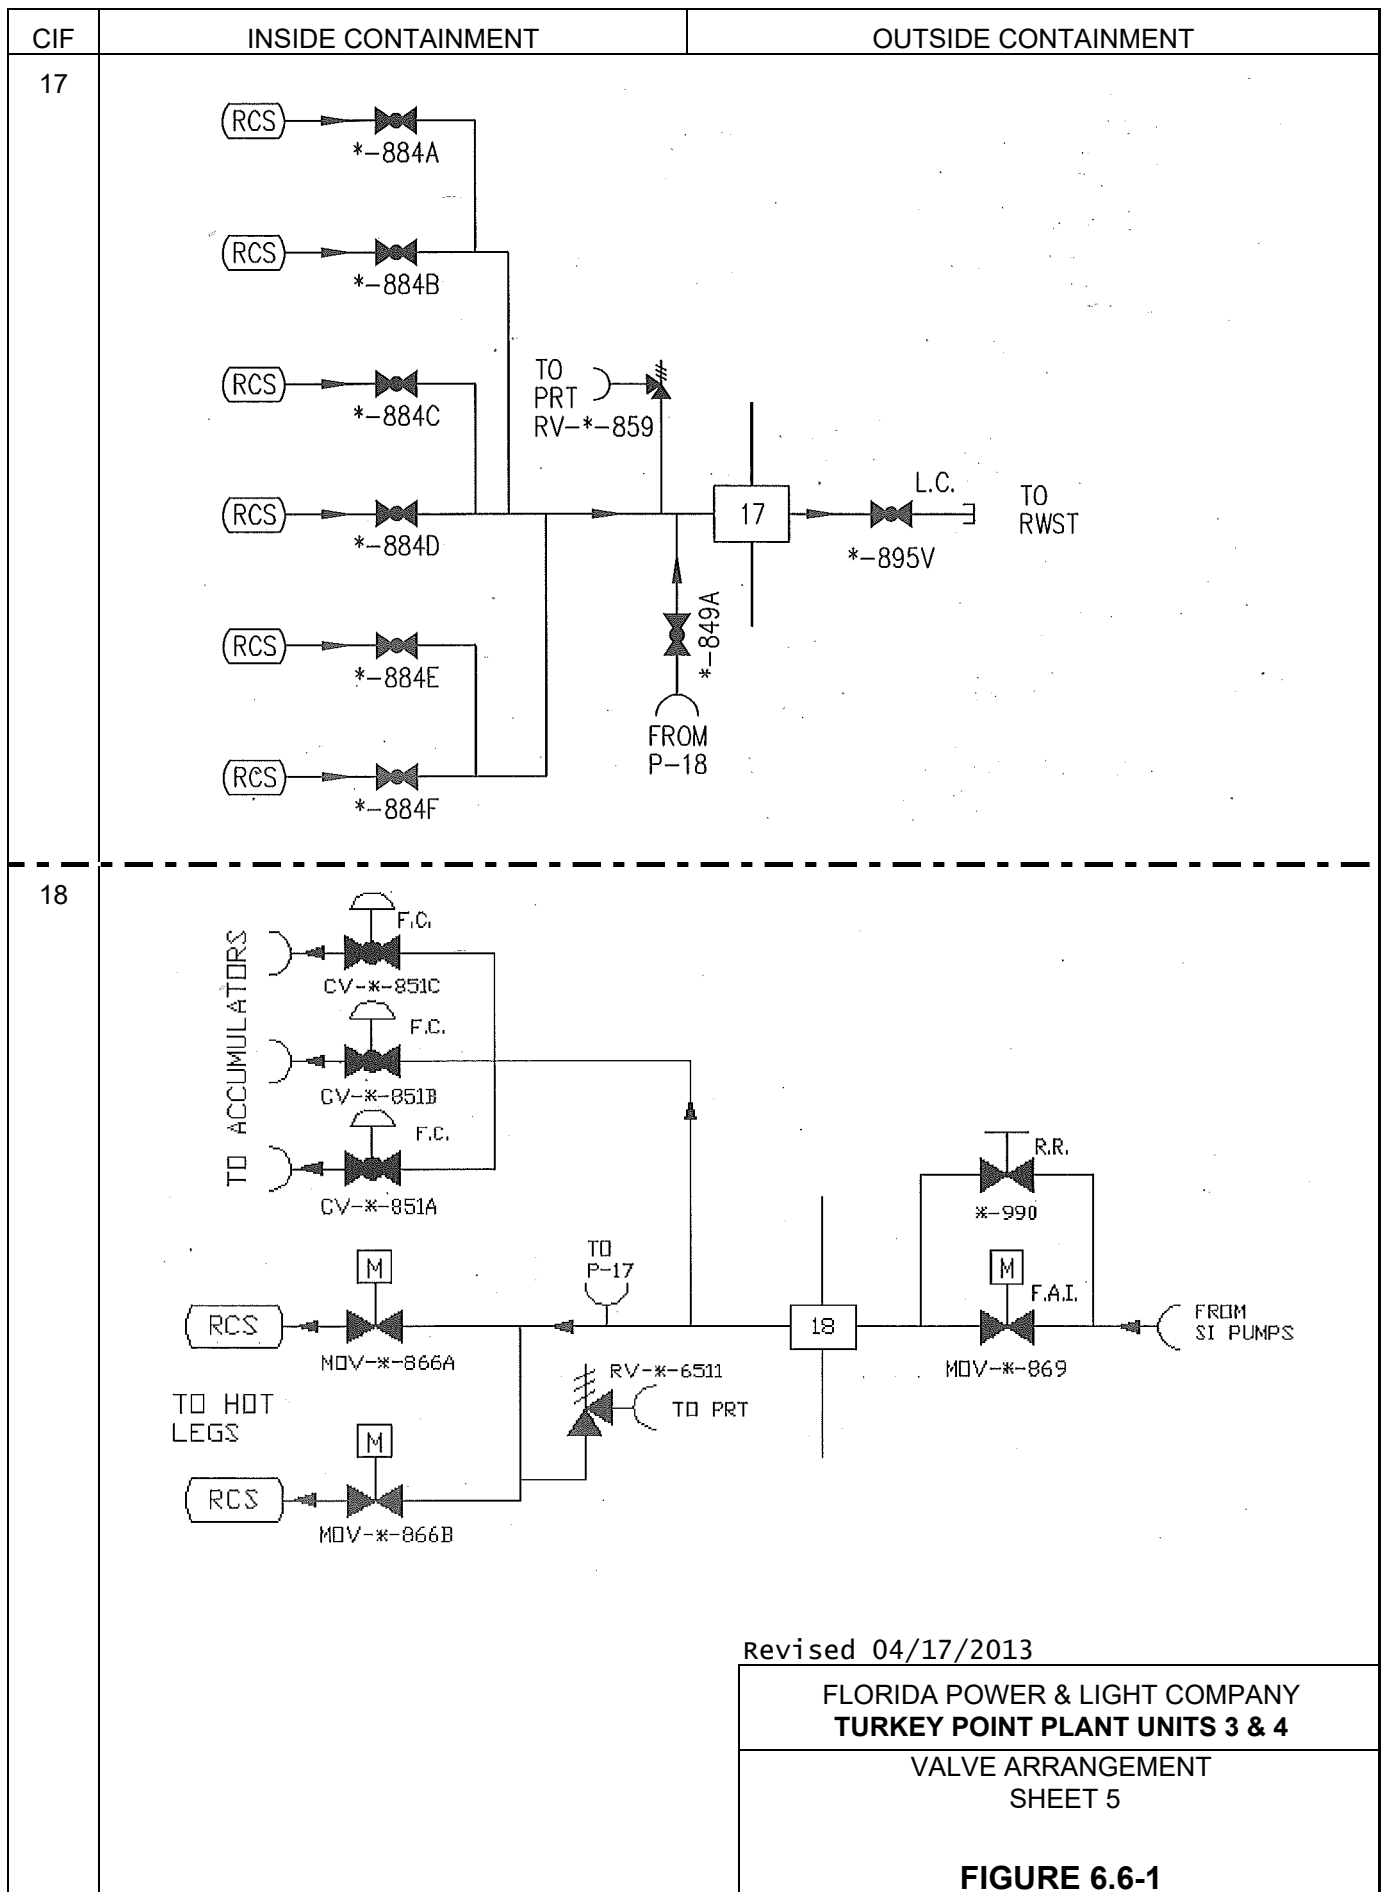 CIF
INSIDE CONTAINMENT
OUTSIDE CONTAINMENT
17
RCS
*-884A
RCS
*-884B
RCS
*-884C
TO
PRT
RV-*-859
RCS
*-884D
17
L.C.
*-895V
TO
RWST
*-849A
RCS
*-884E
FROM
P-18
RCS
*-884F
18
TO ACCUMULATORS
F.C.
CV-*-851C
F.C.
CV-*-851B
F.C.
CV-*-851A
R.R.
*-990
M
TO
P-17
M
F.A.I.
RCS
18
FROM
SI PUMPS
MOV-*-866A
RV-*-6511
MOV-*-869
TO HOT
LEGS
TO PRT
M
RCS
MOV-*-866B
Revised 04/17/2013
FLORIDA POWER & LIGHT COMPANY
TURKEY POINT PLANT UNITS 3 & 4
VALVE ARRANGEMENT
SHEET 5
FIGURE 6.6-1